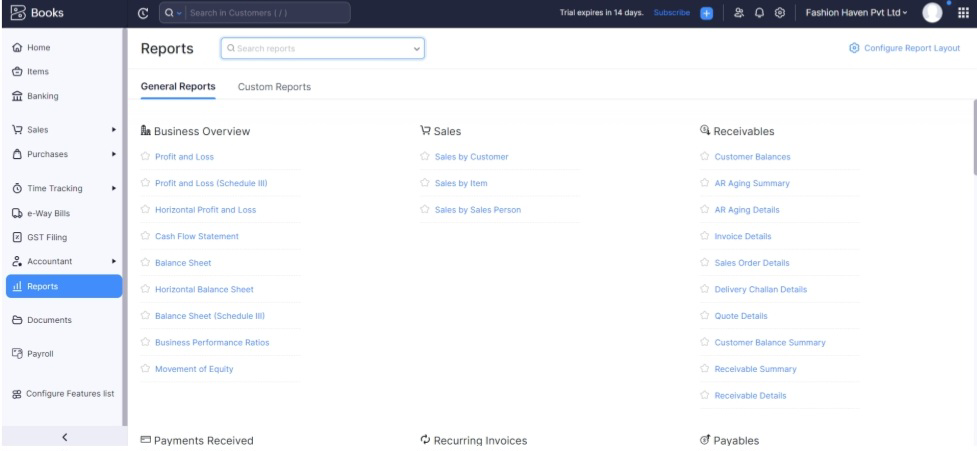 Books
Search in Customers ( / )
Trial expires in 14 days. Subscribe
Fashion Haven Pvt Ltd
Home
Items
Banking
Sales
Purchases
Time Tracking
e-Way Bills
GST Filing
Accountant
Reports
Documents
Payroll
Configure Features list
Reports
Search reports
Configure Report Layout
General Reports
Custom Reports
Business Overview
Profit and Loss
Profit and Loss (Schedule III)
Horizontal Profit and Loss
Cash Flow Statement
Balance Sheet
Horizontal Balance Sheet
Balance Sheet (Schedule III)
Business Performance Ratios
Movement of Equity
Sales
Sales by Customer
Sales by Item
Sales by Sales Person
Receivables
Customer Balances
AR Aging Summary
AR Aging Details
Invoice Details
Sales Order Details
Delivery Challan Details
Quote Details
Customer Balance Summary
Receivable Summary
Receivable Details
Payments Received
Recurring Invoices
Payables